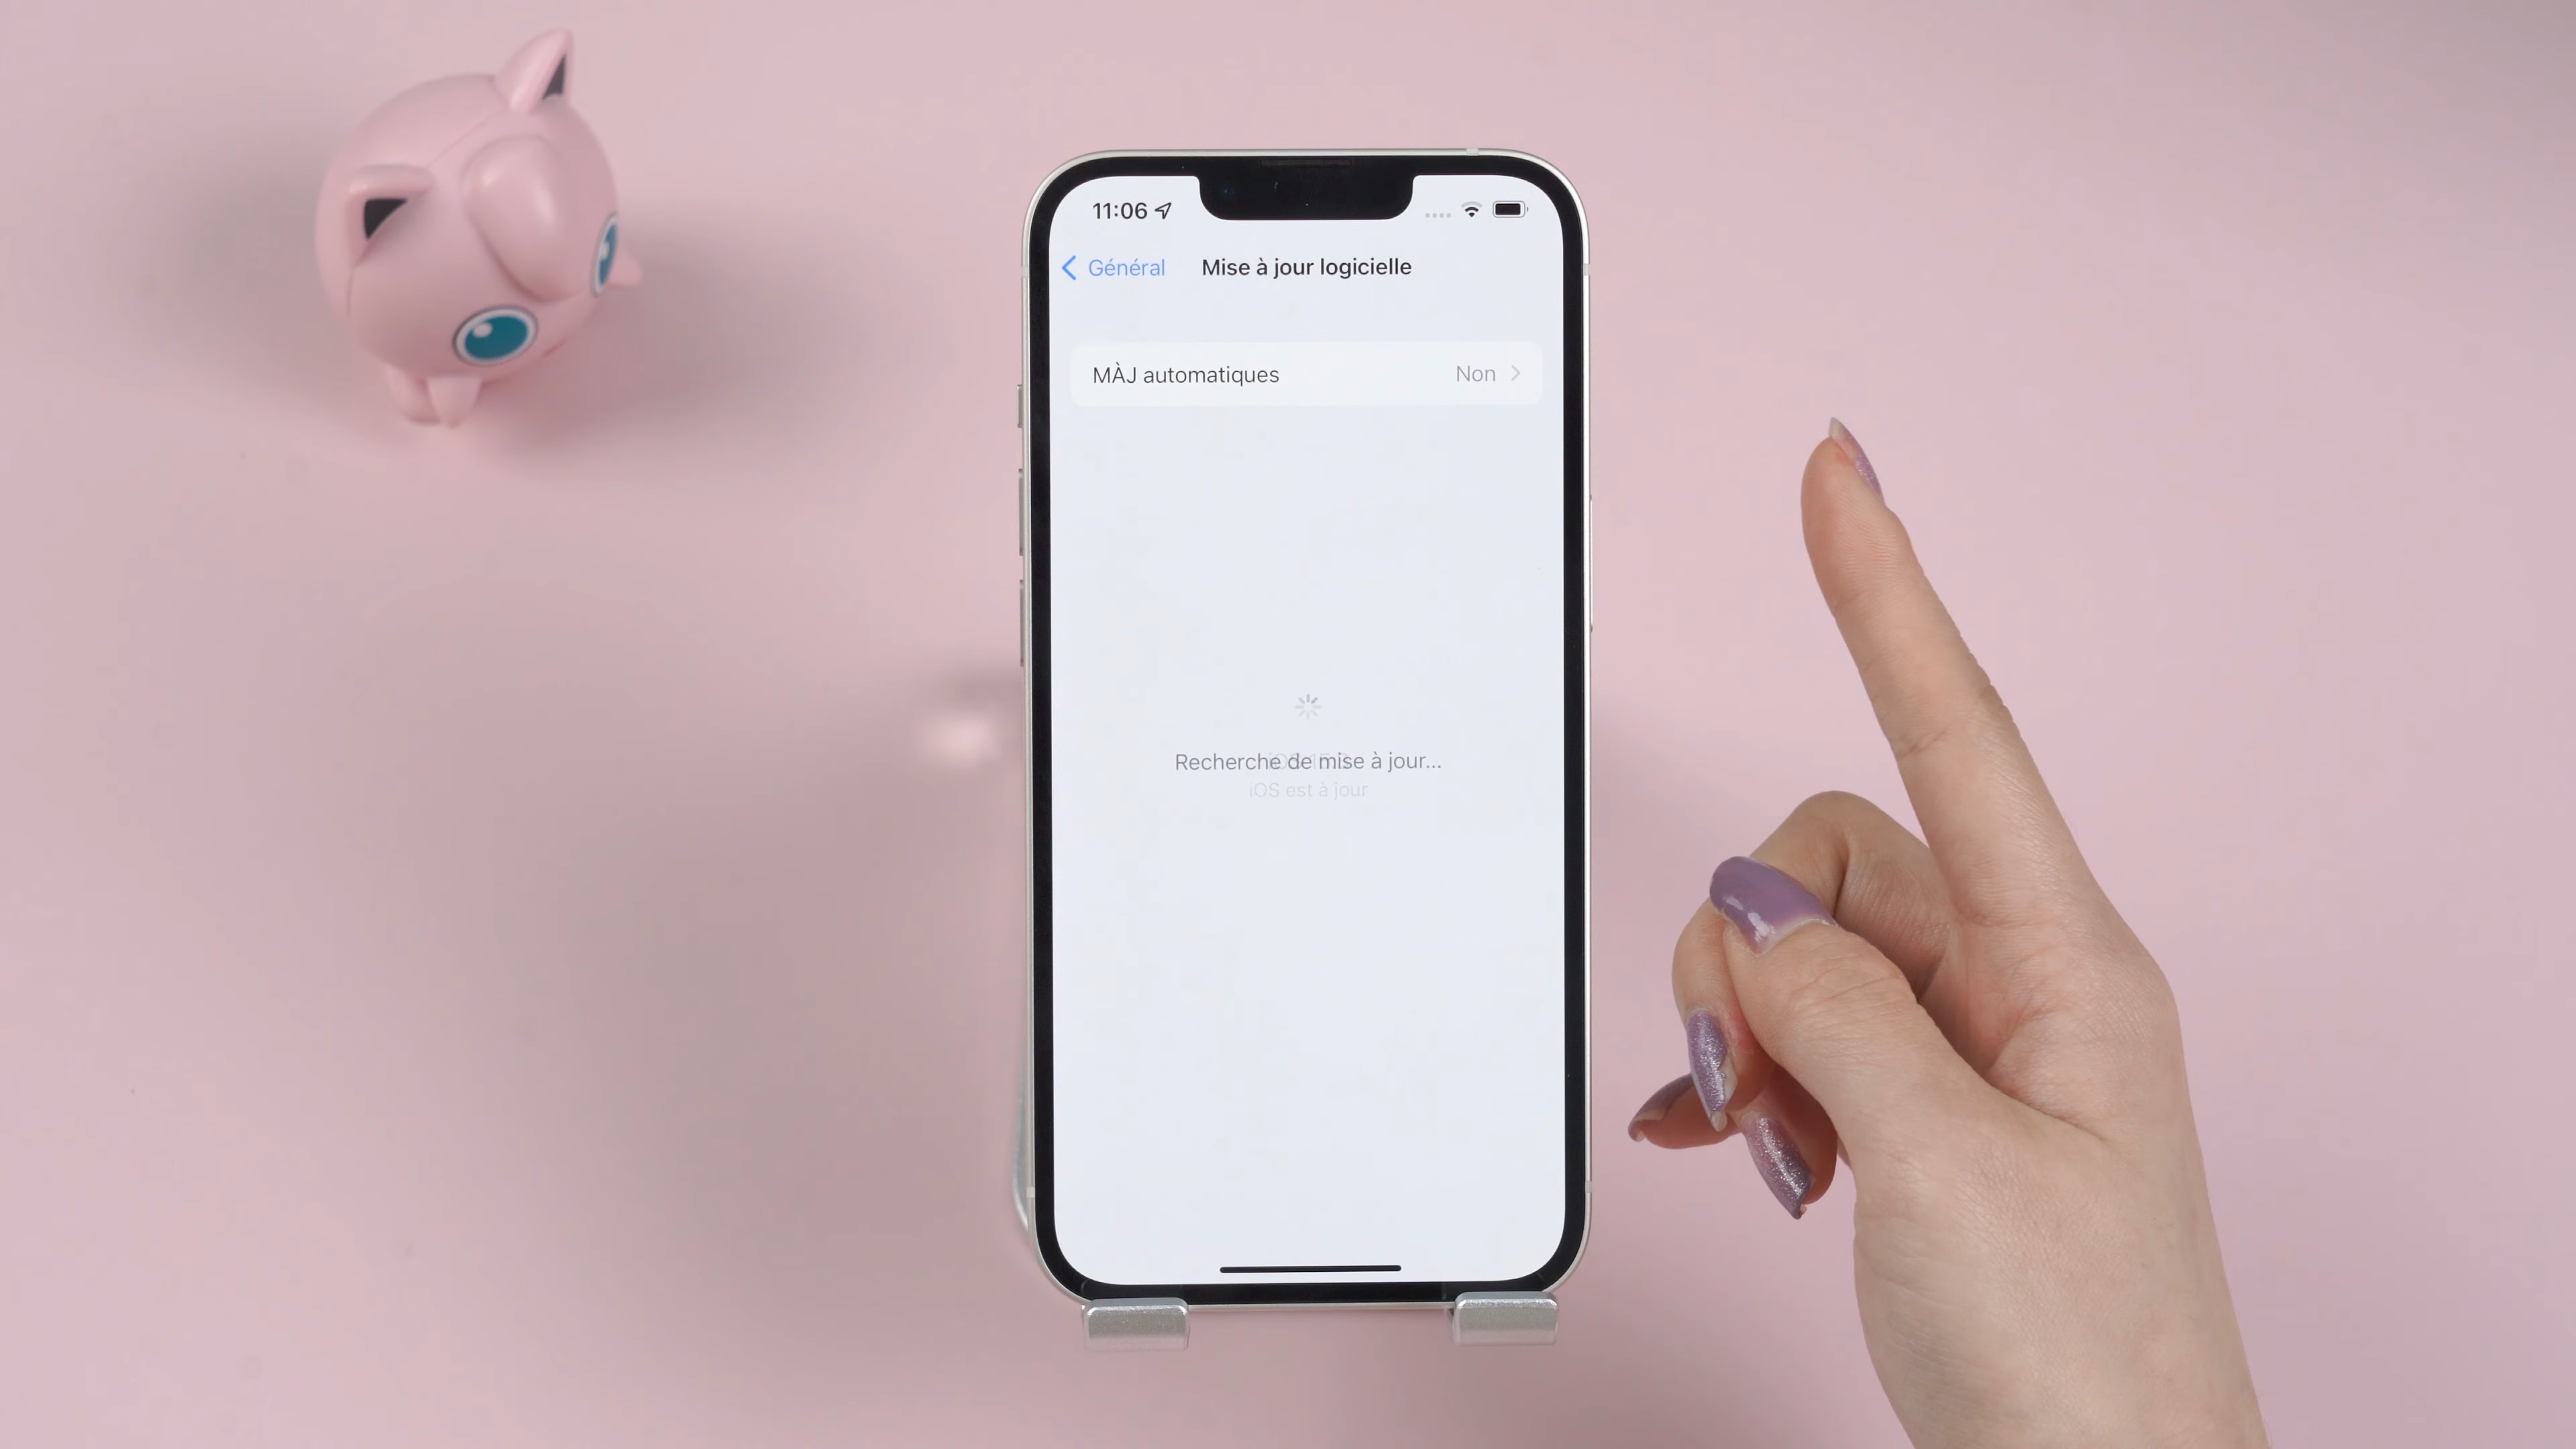 11:06
Général
Mise à jour logicielle
MÀJ automatiques
Non
Recherche de mise à jour...
iOS est à jour